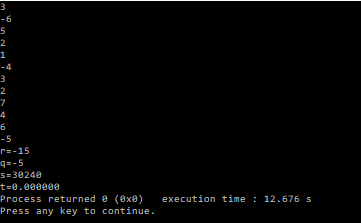 3
-6
5
2
1
-4
3
2
7
4
6
-5
r=-15
q=-5
s=30240
t=0.000000
Process returned 0 (0x0)   execution time : 12.676 s
Press any key to continue.